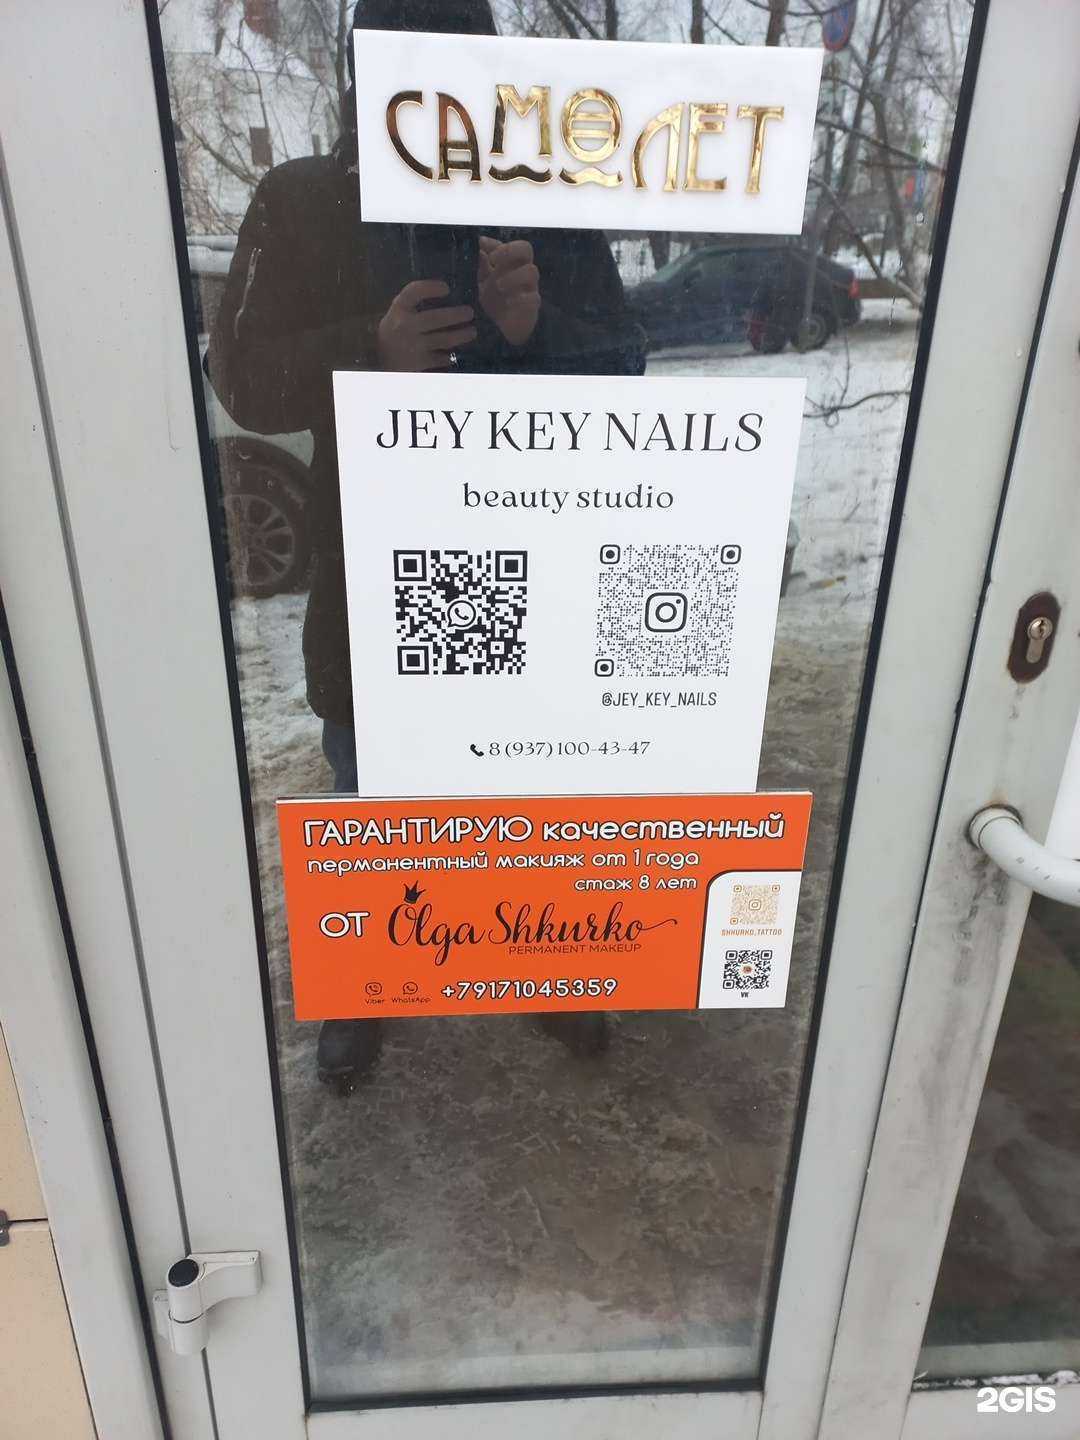 САМОЛЕТ
JEY KEY NAILS
beauty studio
@JEY_KEY_NAILS
8 (937) 100-43-47
ГАРАНТИРУЮ качественный
перманентный макияж от 1 года
стаж 8 лет
ОТ Olga Shkurko
PERMANENT MAKEUP
SHKURKO_TATTOO
VK
Viber WhatsApp +79171045359
2GIS